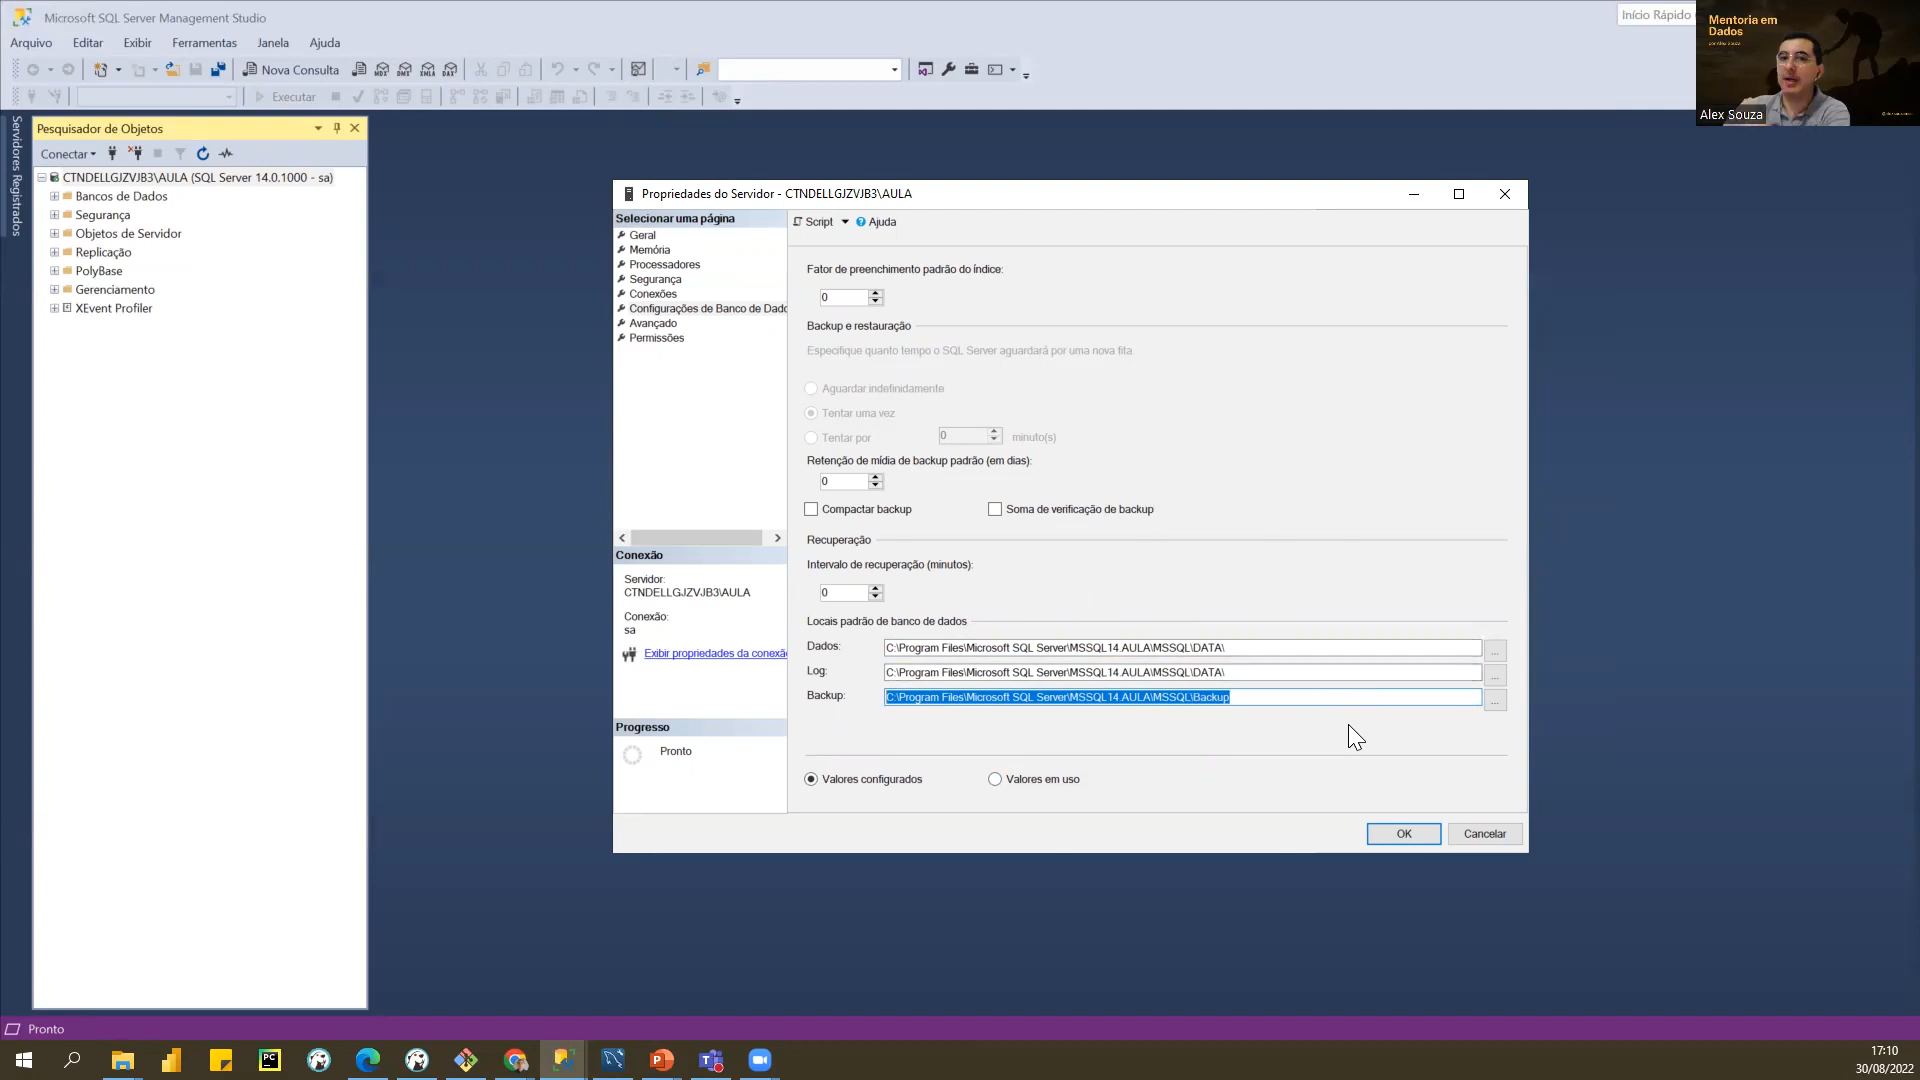 Microsoft SQL Server Management Studio
Início Rápido
Arquivo Editar Exibir Ferramentas Janela Ajuda
Nova Consulta
Executar
Mentoria em
Dados
por Alex Souza
Alex Souza
Servidores Registrados
Pesquisador de Objetos
Conectar
CTNDELLGJZVJB3\AULA (SQL Server 14.0.1000 - sa)
Bancos de Dados
Segurança
Objetos de Servidor
Replicação
PolyBase
Gerenciamento
XEvent Profiler
Propriedades do Servidor - CTNDELLGJZVJB3\AULA
Selecionar uma página
Geral
Memória
Processadores
Segurança
Conexões
Configurações de Banco de Dado
Avançado
Permissões
Conexão
Servidor:
CTNDELLGJZVJB3\AULA
Conexão:
sa
Exibir propriedades da conexã
Progresso
Pronto
Script Ajuda
Fator de preenchimento padrão do índice:
0
Backup e restauração
Especifique quanto tempo o SQL Server aguardará por uma nova fita.
Aguardar indefinidamente
Tentar uma vez
Tentar por 0 minuto(s)
Retenção de mídia de backup padrão (em dias):
0
Compactar backup Soma de verificação de backup
Recuperação
Intervalo de recuperação (minutos):
0
Locais padrão de banco de dados
Dados: C:\Program Files\Microsoft SQL Server\MSSQL14.AULA\MSSQL\DATA\ ...
Log: C:\Program Files\Microsoft SQL Server\MSSQL14.AULA\MSSQL\DATA\ ...
Backup: C:\Program Files\Microsoft SQL Server\MSSQL14.AULA\MSSQL\Backup ...
Valores configurados Valores em uso
OK Cancelar
Pronto
17:10
30/08/2022